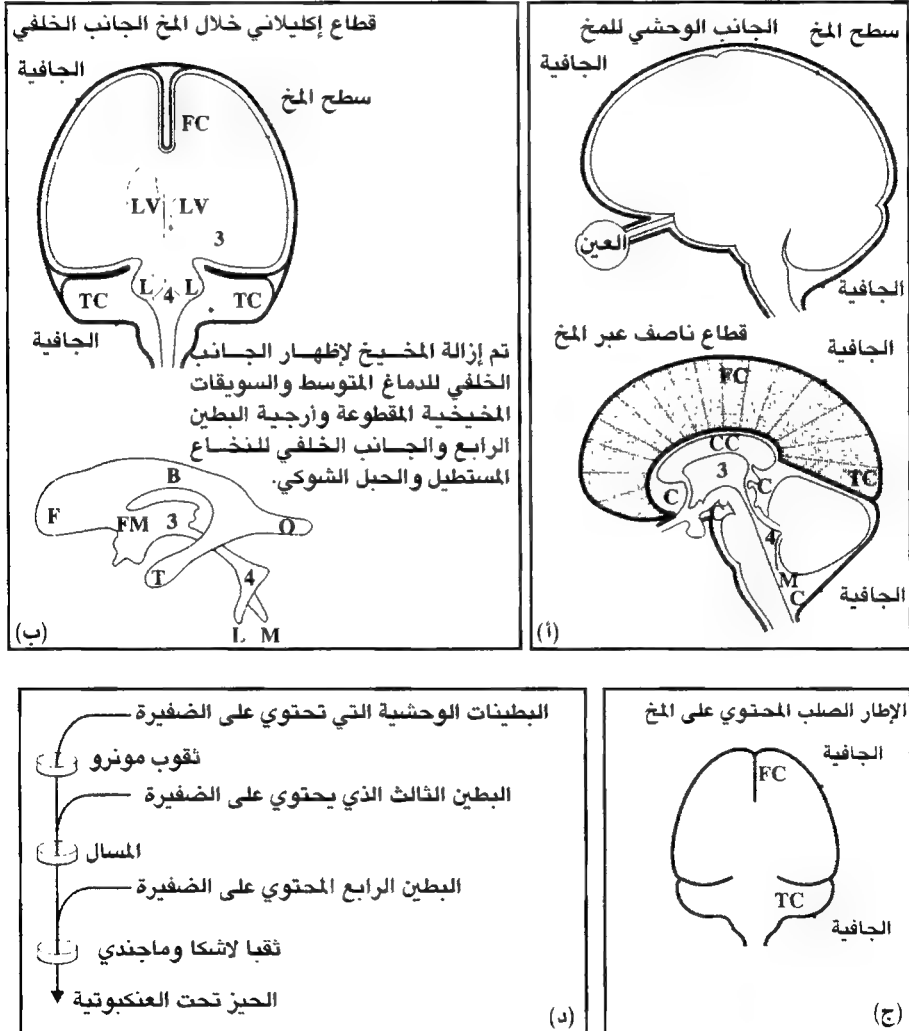 سطح المخ
الجانب الوحشي للمخ
الجافية
العين
الجافية
قطاع ناصف عبر المخ
الجافية
FC
CC
3
TC
C
C
C
4
M
C
الجافية
(أ)
قطاع إكليلاني خلال المخ الجانب الخلفي
الجافية
سطح المخ
FC
LV LV
3
L 4 L
TC TC
الجافية
تم إزالة المخيخ لإظهار الجانب
الخلفي للدماغ المتوسط والسويقات
المخيخية المقطوعة وأرجية البطين
الرابع والجانب الخلفي للنخاع
المستطيل والحبل الشوكي.
B
F
FM
3
O
T
4
L M
(ب)
الإطار الصلب المحتوي على المخ
الجافية
FC
TC
الجافية
(ج)
البطينات الوحشية التي تحتوي على الضفيرة
ثقوب مونرو
البطين الثالث الذي يحتوي على الضفيرة
المسال
البطين الرابع المحتوي على الضفيرة
ثقبا لاشكا وماجندي
الحيز تحت العنكبوتية
(د)